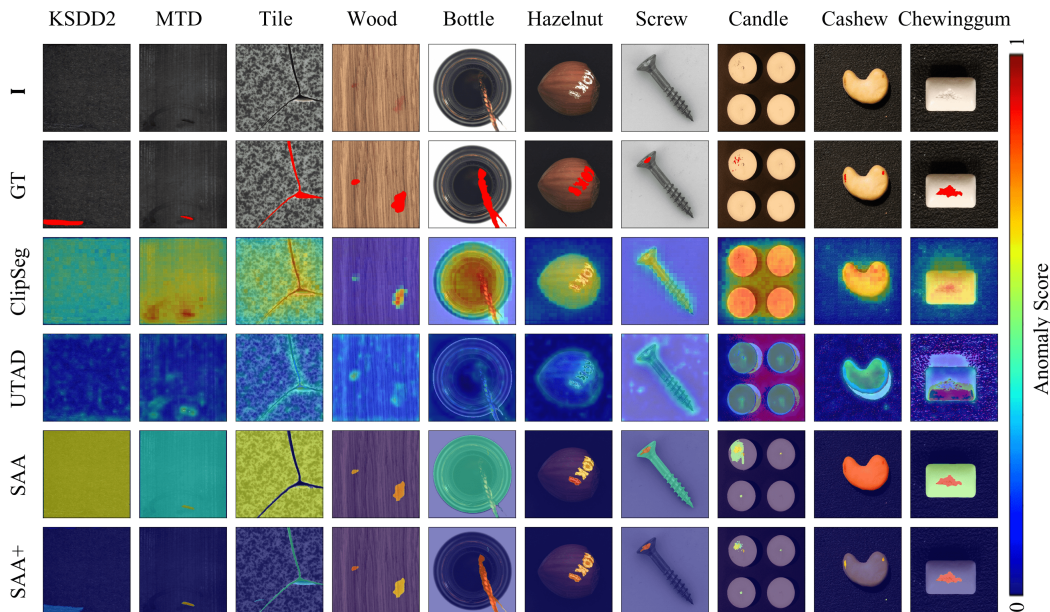 KSDD2 MTD Tile Wood Bottle Hazelnut Screw Candle Cashew Chewinggum
I
GT
ClipSeg
UTAD
SAA
SAA+
1
Anomaly Score
0